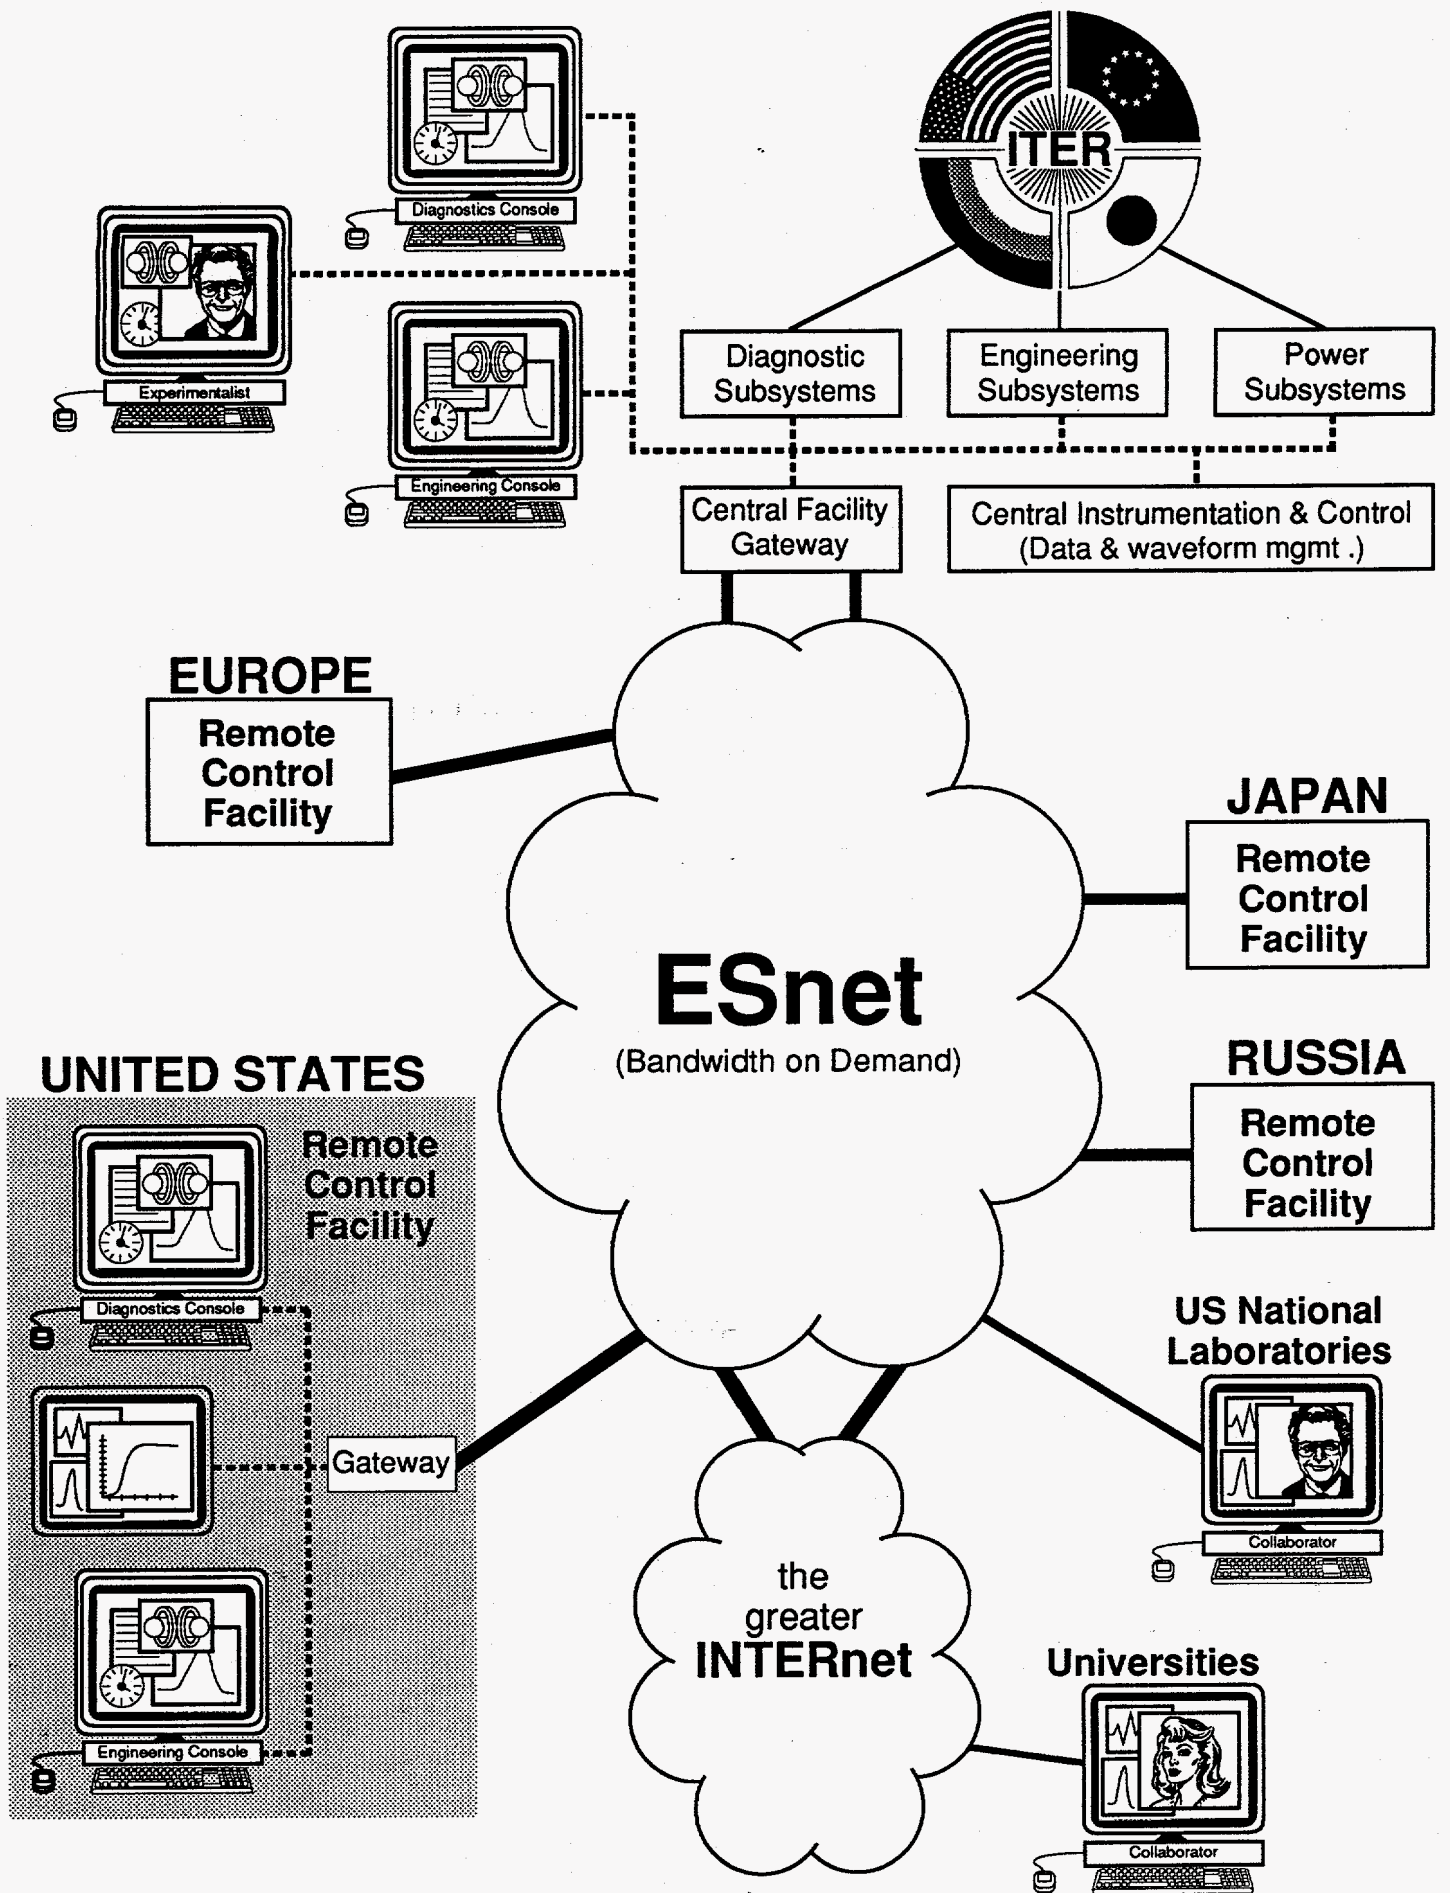 Diagnostics Console
Experimentalist
Engineering Console
ITER
Diagnostic
Subsystems
Engineering
Subsystems
Power
Subsystems
Central Facility
Gateway
Central Instrumentation & Control
(Data & waveform mgmt .)
EUROPE
Remote
Control
Facility
JAPAN
Remote
Control
Facility
ESnet
(Bandwidth on Demand)
RUSSIA
Remote
Control
Facility
UNITED STATES
Remote
Control
Facility
Diagnostics Console
Gateway
Engineering Console
US National
Laboratories
Collaborator
the
greater
INTERnet
Universities
Collaborator